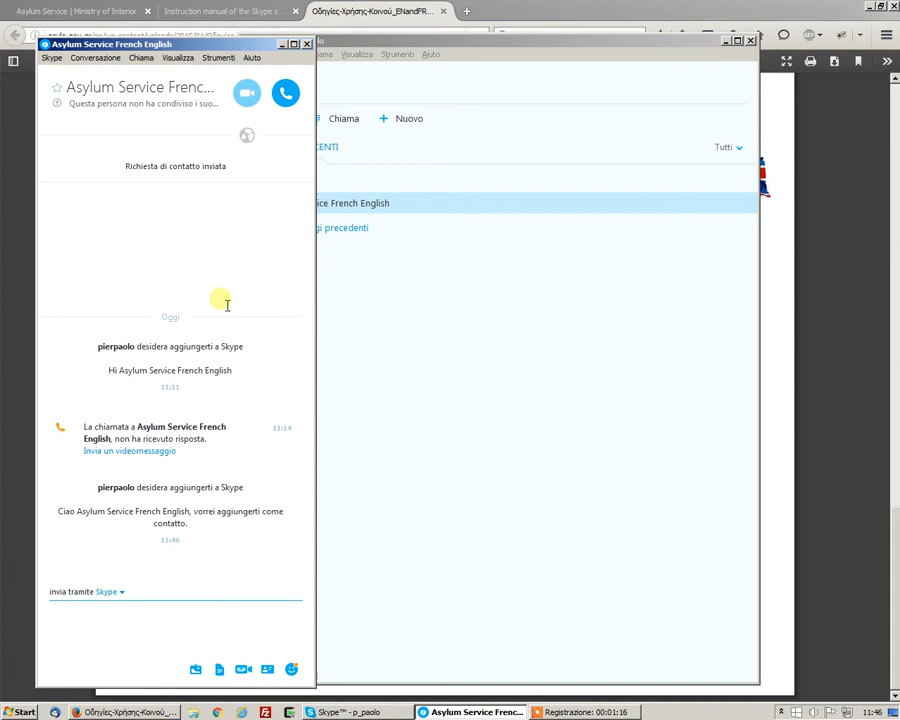 Asylum Service | Ministry of Interior
Instruction manual of the Skype s...
Οδηγίες-Χρήσης-Κοινού_ENandFR...
Asylum Service French English
Skype Conversazione Chiama Visualizza Strumenti Aiuto
Visualizza Strumenti Aiuto
Asylum Service Frenc...
Questa persona non ha condiviso i suo...
Chiama
Nuovo
Tutti
Richiesta di contatto inviata
ice French English
gi precedenti
Oggi
pierpaolo desidera aggiungerti a Skype
Hi Asylum Service French English
11:11
La chiamata a Asylum Service French 11:14
English, non ha ricevuto risposta.
Invia un videomessaggio
pierpaolo desidera aggiungerti a Skype
Ciao Asylum Service French English, vorrei aggiungerti come
contatto.
11:46
invia tramite Skype
Start
Οδηγίες-Χρήσης-Κοινού_...
Skype™ - p_paolo
Asylum Service Frenc...
Registrazione: 00:01:16
11:46